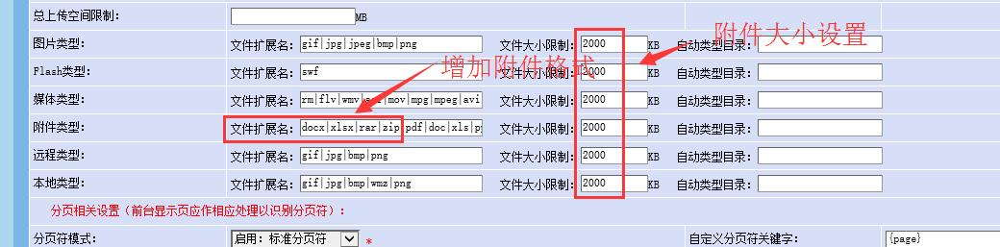 总上传空间限制： MB
图片类型： 文件扩展名： gif|jpg|jpeg|bmp|png 文件大小限制： 2000 KB 自动类型目录：
附件大小设置
Flash类型： 文件扩展名： swf 文件大小限制： 2000 KB 自动类型目录：
增加附件格式
媒体类型： 文件扩展名： rm|flv|wmv|asf|mov|mpg|mpeg|avi 文件大小限制： 2000 KB 自动类型目录：
附件类型： 文件扩展名： docx|xlsx|rar|zip|pdf|doc|xls|p 文件大小限制： 2000 KB 自动类型目录：
远程类型： 文件扩展名： gif|jpg|bmp|png 文件大小限制： 2000 KB 自动类型目录：
本地类型： 文件扩展名： gif|jpg|bmp|wmz|png 文件大小限制： 2000 KB 自动类型目录：
分页相关设置（前台显示页应作相应处理以识别分页符）：
分页符模式： 启用：标准分页符 * 自定义分页符关键字： {page}